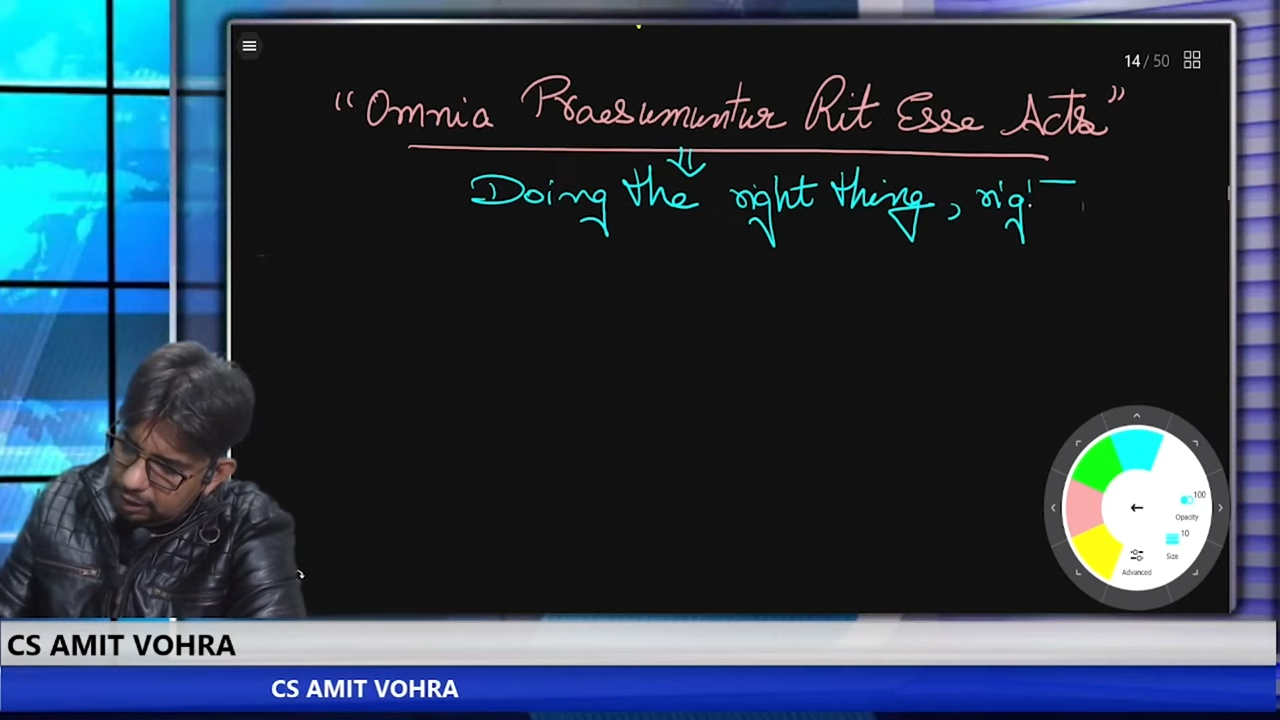 14 / 50
"Omnia Praesumuntur Rit Esse Acts"
Doing the right thing, rig
100
Opacity
10
Size
Advanced
CS AMIT VOHRA
CS AMIT VOHRA